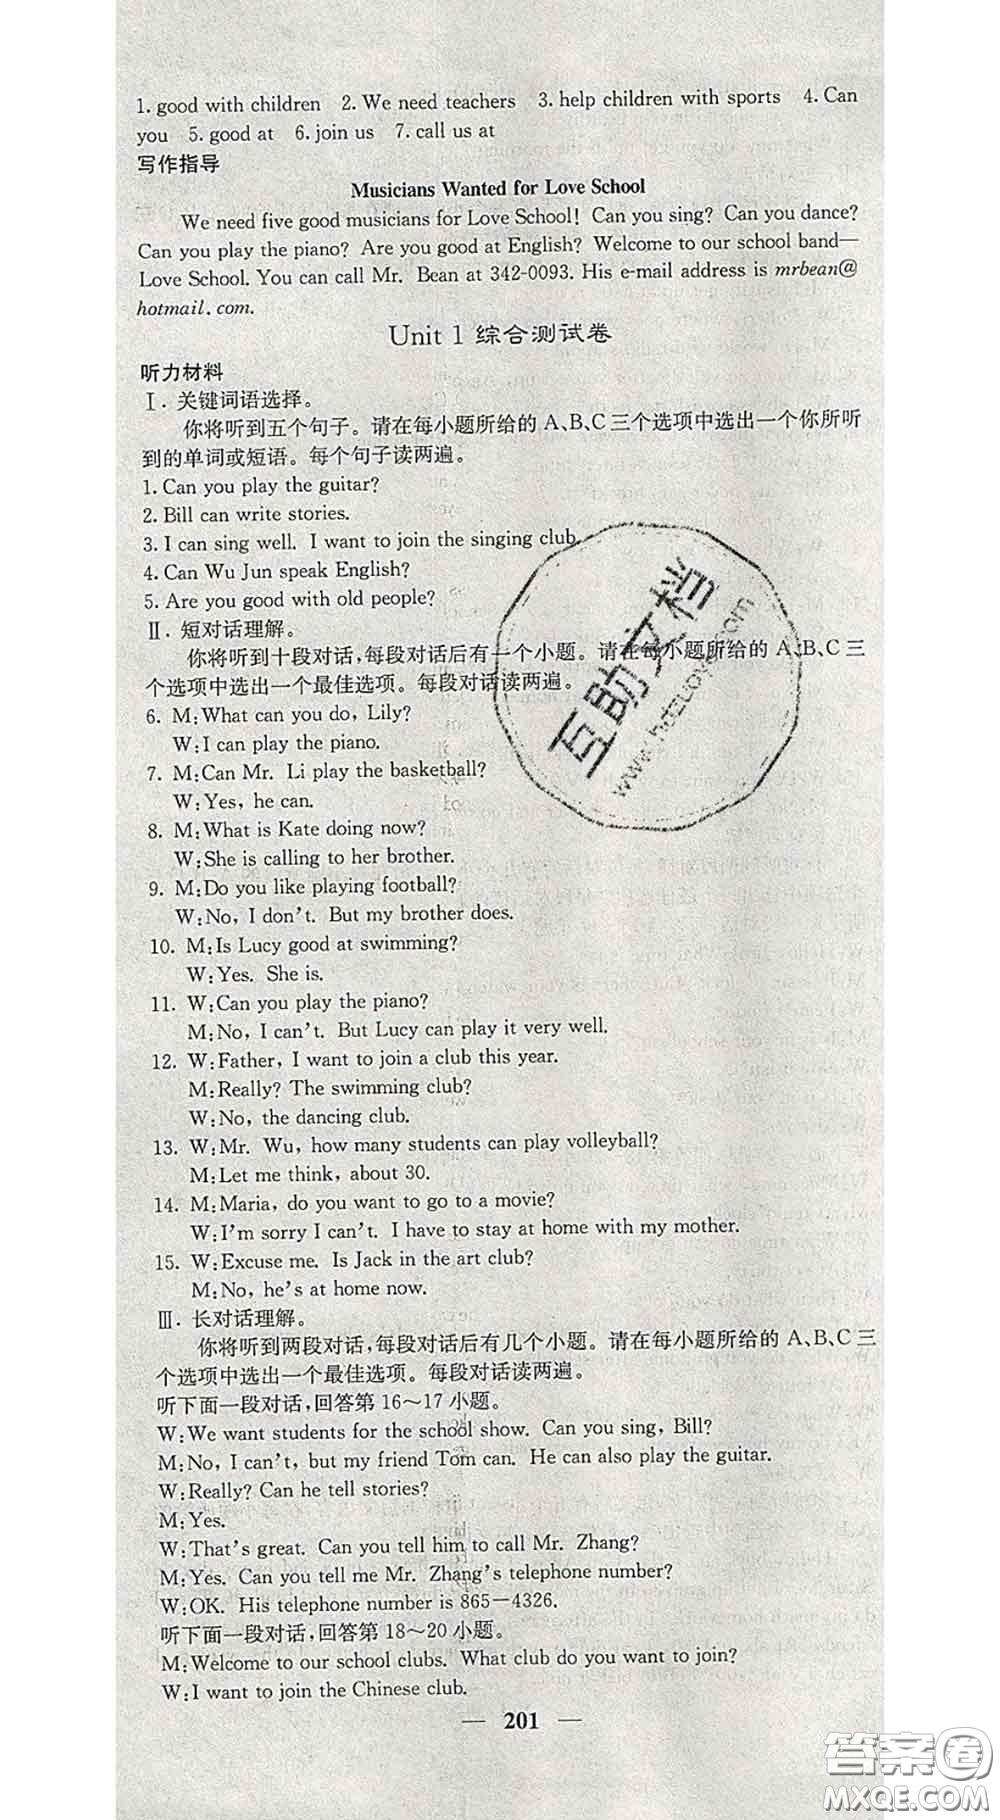 1. good with children  2. We need teachers  3. help children with sports  4. Can
you  5. good at  6. join us  7. call us at
写作指导
Musicians Wanted for Love School
We need five good musicians for Love School! Can you sing? Can you dance?
Can you play the piano? Are you good at English? Welcome to our school band—
Love School. You can call Mr. Bean at 342-0093. His e-mail address is mrbean@
hotmail.com.
Unit 1 综合测试卷
听力材料
Ⅰ. 关键词语选择。
你将听到五个句子。请在每小题所给的 A、B、C 三个选项中选出一个你所听
到的单词或短语。每个句子读两遍。
1. Can you play the guitar?
2. Bill can write stories.
3. I can sing well. I want to join the singing club.
4. Can Wu Jun speak English?
5. Are you good with old people?
Ⅱ. 短对话理解。
你将听到十段对话，每段对话后有一个小题。请在每小题所给的 A、B、C 三
个选项中选出一个最佳选项。每段对话读两遍。
6. M:What can you do, Lily?
W:I can play the piano.
7. M:Can Mr. Li play the basketball?
W:Yes, he can.
8. M:What is Kate doing now?
W:She is calling to her brother.
9. M:Do you like playing football?
W:No, I don't. But my brother does.
10. M:Is Lucy good at swimming?
W:Yes. She is.
11. W:Can you play the piano?
M:No, I can't. But Lucy can play it very well.
12. W:Father, I want to join a club this year.
M:Really? The swimming club?
W:No, the dancing club.
13. W:Mr. Wu, how many students can play volleyball?
M:Let me think, about 30.
14. M:Maria, do you want to go to a movie?
W:I'm sorry I can't. I have to stay at home with my mother.
15. W:Excuse me. Is Jack in the art club?
M:No, he's at home now.
Ⅲ. 长对话理解。
你将听到两段对话，每段对话后有几个小题。请在每小题所给的 A、B、C 三
个选项中选出一个最佳选项。每段对话读两遍。
听下面一段对话，回答第 16～17 小题。
W:We want students for the school show. Can you sing, Bill?
M:No, I can't, but my friend Tom can. He can also play the guitar.
W:Really? Can he tell stories?
M:Yes.
W:That's great. Can you tell him to call Mr. Zhang?
M:Yes. Can you tell me Mr. Zhang's telephone number?
W:OK. His telephone number is 865－4326.
听下面一段对话，回答第 18～20 小题。
M:Welcome to our school clubs. What club do you want to join?
W:I want to join the Chinese club.
— 201 —
互助文档
答案圈
MXQE.COM